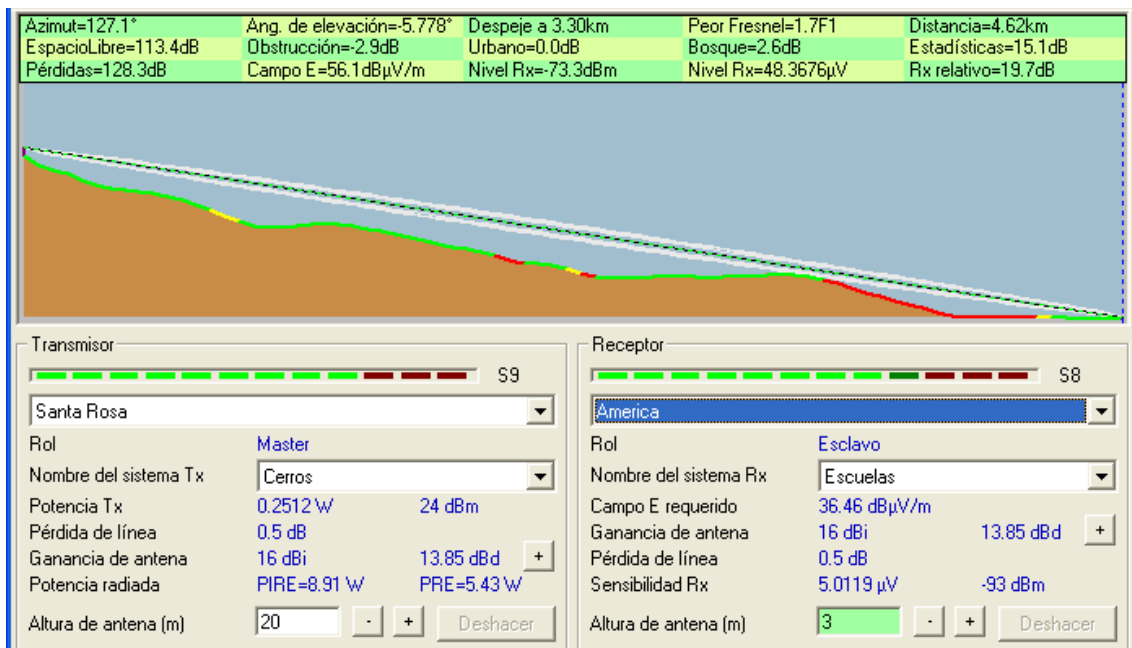 Azimut=127.1° Ang. de elevación=-5.778° Despeje a 3.30km Peor Fresnel=1.7F1 Distancia=4.62km
EspacioLibre=113.4dB Obstrucción=-2.9dB Urbano=0.0dB Bosque=2.6dB Estadísticas=15.1dB
Pérdidas=128.3dB Campo E=56.1dBµV/m Nivel Rx=-73.3dBm Nivel Rx=48.3676µV Rx relativo=19.7dB
Transmisor
S9
Santa Rosa
Rol Master
Nombre del sistema Tx Cerros
Potencia Tx 0.2512 W 24 dBm
Pérdida de línea 0.5 dB
Ganancia de antena 16 dBi 13.85 dBd +
Potencia radiada PIRE=8.91 W PRE=5.43 W
Altura de antena (m) 20 - + Deshacer
Receptor
S8
America
Rol Esclavo
Nombre del sistema Rx Escuelas
Campo E requerido 36.46 dBµV/m
Ganancia de antena 16 dBi 13.85 dBd +
Pérdida de línea 0.5 dB
Sensibilidad Rx 5.0119 µV -93 dBm
Altura de antena (m) 3 - + Deshacer